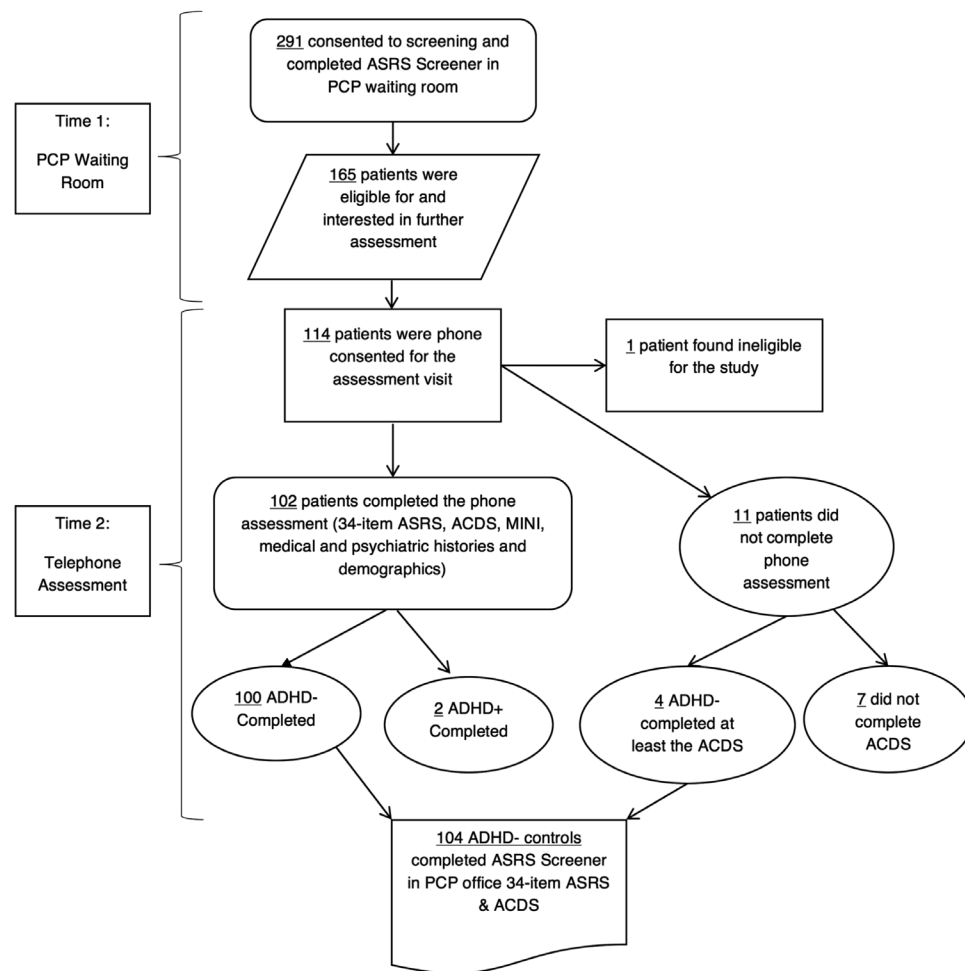 291 consented to screening and
completed ASRS Screener in
PCP waiting room
Time 1:
PCP Waiting
Room
165 patients were
eligible for and
interested in further
assessment
114 patients were phone
consented for the
assessment visit
1 patient found ineligible
for the study
Time 2:
Telephone
Assessment
102 patients completed the phone
assessment (34-item ASRS, ACDS, MINI,
medical and psychiatric histories and
demographics)
11 patients did
not complete
phone
assessment
100 ADHD-
Completed
2 ADHD+
Completed
4 ADHD-
completed at
least the ACDS
7 did not
complete
ACDS
104 ADHD- controls
completed ASRS Screener
in PCP office 34-item ASRS
& ACDS